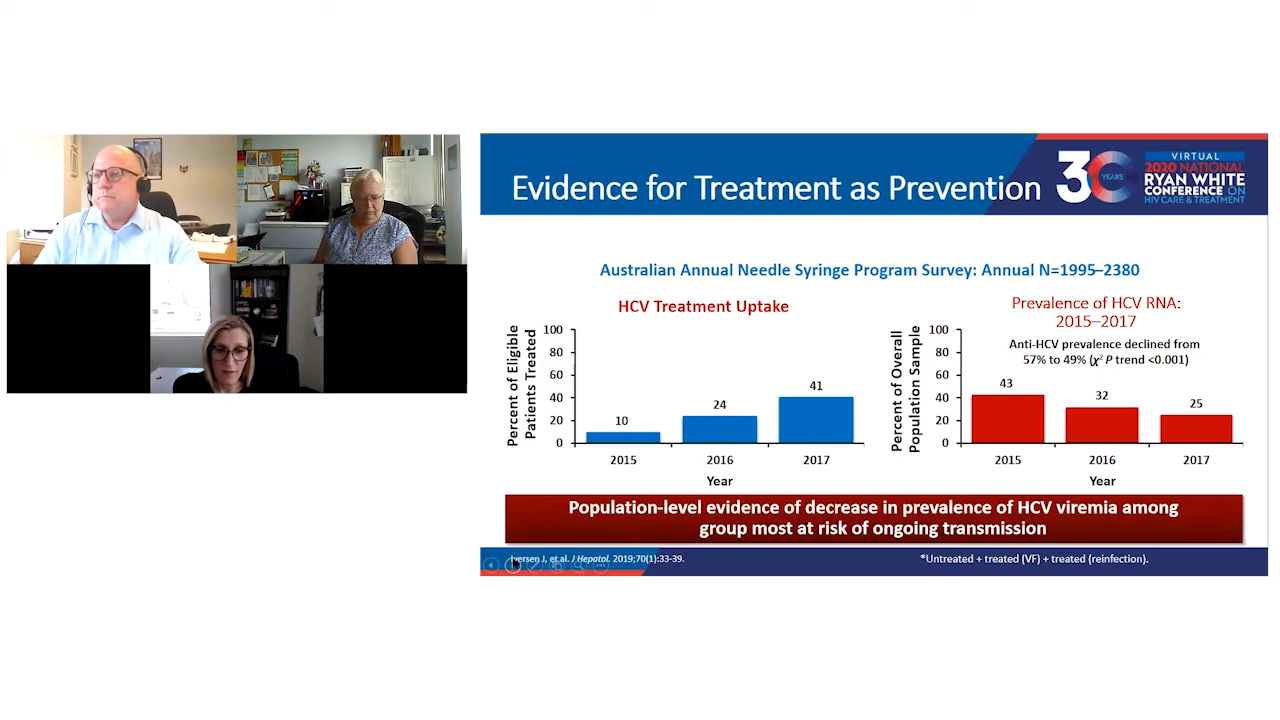 Evidence for Treatment as Prevention
30 YEARS
VIRTUAL
2020 NATIONAL
RYAN WHITE
CONFERENCE ON
HIV CARE & TREATMENT
Australian Annual Needle Syringe Program Survey: Annual N=1995–2380
HCV Treatment Uptake
Percent of Eligible
Patients Treated
100
80
60
40
20
0
10
24
41
2015
2016
2017
Year
Prevalence of HCV RNA:
2015–2017
Anti-HCV prevalence declined from
57% to 49% (χ² P trend <0.001)
Percent of Overall
Population Sample
100
80
60
40
20
0
43
32
25
2015
2016
2017
Year
Population-level evidence of decrease in prevalence of HCV viremia among
group most at risk of ongoing transmission
Iversen J, et al. J Hepatol. 2019;70(1):33-39.
*Untreated + treated (VF) + treated (reinfection).